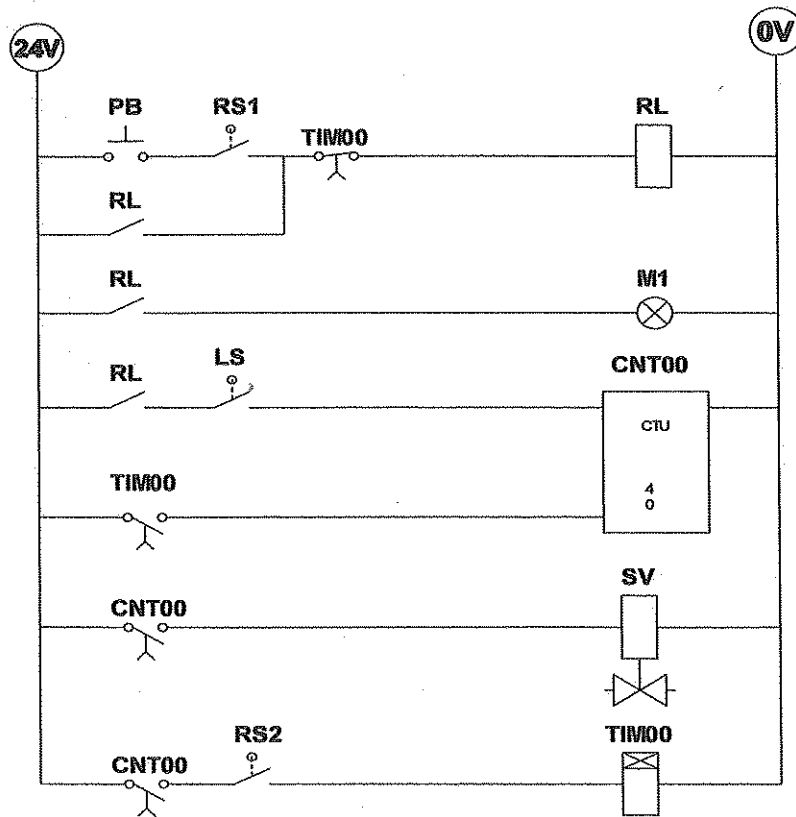 24V 0V
PB RS1 TIM00 RL
RL
RL M1
RL LS CNT00
CTU
4
0
TIM00
CNT00 SV
CNT00 RS2 TIM00